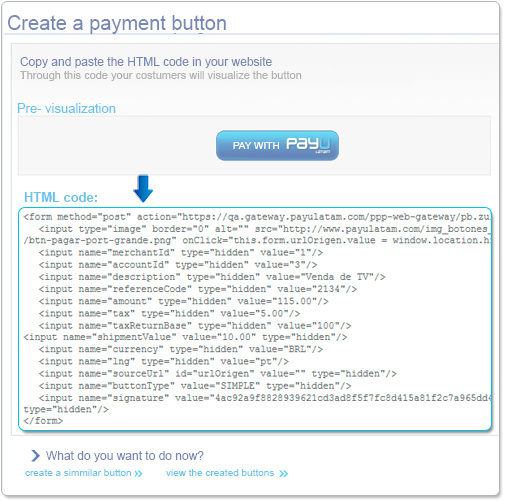 Create a payment button
Copy and paste the HTML code in your website
Through this code your costumers will visualize the button
Pre- visualization
PAY WITH PAYU LATAM
HTML code:
<form method="post" action="https://qa.gateway.payulatam.com/ppp-web-gateway/pb.zu
<input type="image" border="0" alt="" src="http://www.payulatam.com/img_botones_
/btn-pagar-port-grande.png" onClick="this.form.urlOrigen.value = window.location.h
<input name="merchantId" type="hidden" value="1"/>
<input name="accountId" type="hidden" value="3"/>
<input name="description" type="hidden" value="Venda de TV"/>
<input name="referenceCode" type="hidden" value="2134"/>
<input name="amount" type="hidden" value="115.00"/>
<input name="tax" type="hidden" value="5.00"/>
<input name="taxReturnBase" type="hidden" value="100"/>
<input name="shipmentValue" value="10.00" type="hidden"/>
<input name="currency" type="hidden" value="BRL"/>
<input name="lng" type="hidden" value="pt"/>
<input name="sourceUrl" id="urlOrigen" value="" type="hidden"/>
<input name="buttonType" value="SIMPLE" type="hidden"/>
<input name="signature" value="4ac92a9f8828939621cd3ad8f5f7fc8d415a81f2c7a965dd4
type="hidden"/>
</form>
What do you want to do now?
create a simmilar button »
view the created buttons »